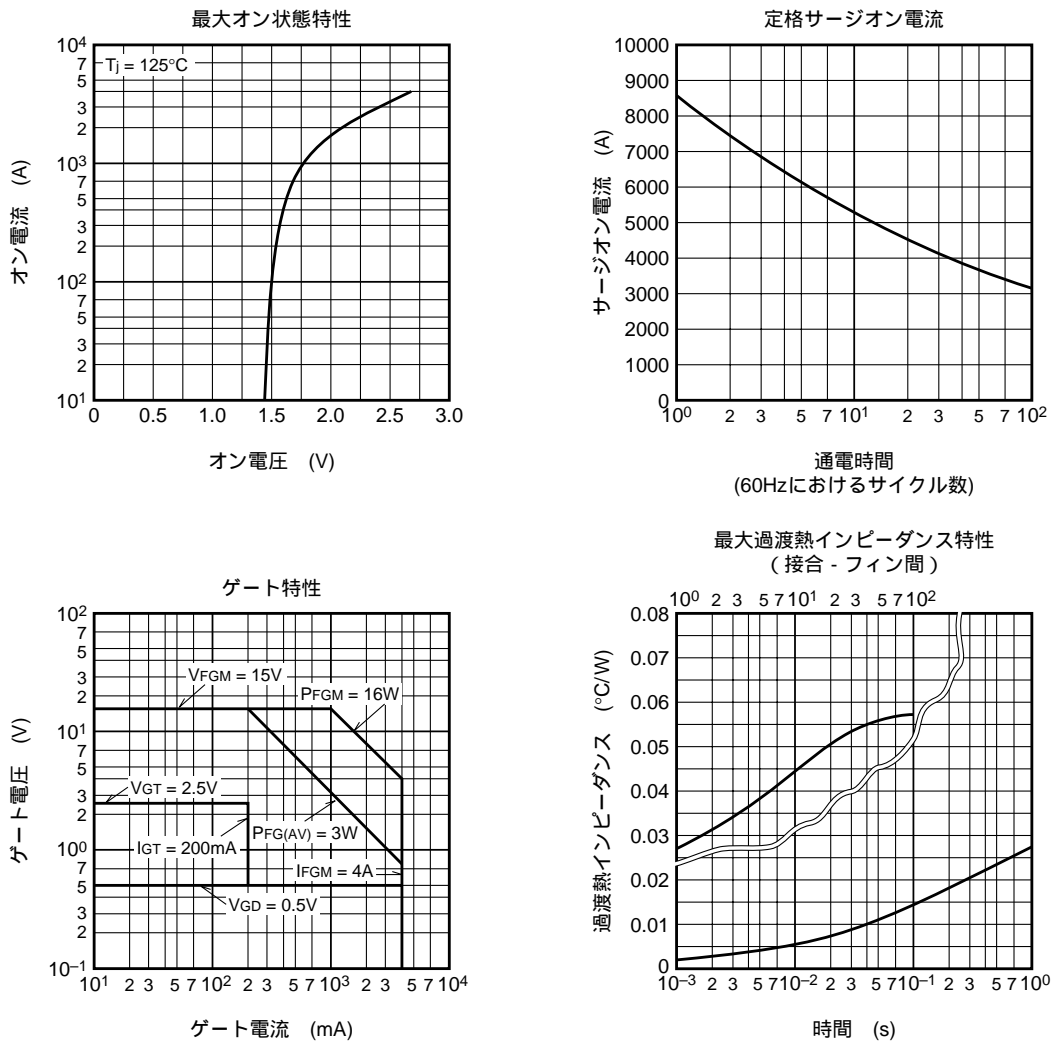 最大オン状態特性
10⁴
7
5
3
2
10³
7
5
3
2
10²
7
5
3
2
10¹
Tj = 125°C
オン電流 (A)
0 0.5 1.0 1.5 2.0 2.5 3.0
オン電圧 (V)
定格サージオン電流
10000
9000
8000
7000
6000
5000
4000
3000
2000
1000
0
サージオン電流 (A)
10⁰ 2 3 5 7 10¹ 2 3 5 7 10²
通電時間
(60Hzにおけるサイクル数)
ゲート特性
10²
7
5
3
2
10¹
7
5
3
2
10⁰
7
5
3
2
10⁻¹
ゲート電圧 (V)
VFGM = 15V
PFGM = 16W
VGT = 2.5V
PFG(AV) = 3W
IGT = 200mA
IFGM = 4A
VGD = 0.5V
10¹ 2 3 5 7 10² 2 3 5 7 10³ 2 3 5 7 10⁴
ゲート電流 (mA)
最大過渡熱インピーダンス特性
(接合 - フィン間)
10⁰ 2 3 5 7 10¹ 2 3 5 7 10²
0.08
0.07
0.06
0.05
0.04
0.03
0.02
0.01
0
過渡熱インピーダンス (°C/W)
10⁻³ 2 3 5 7 10⁻² 2 3 5 7 10⁻¹ 2 3 5 7 10⁰
時間 (s)